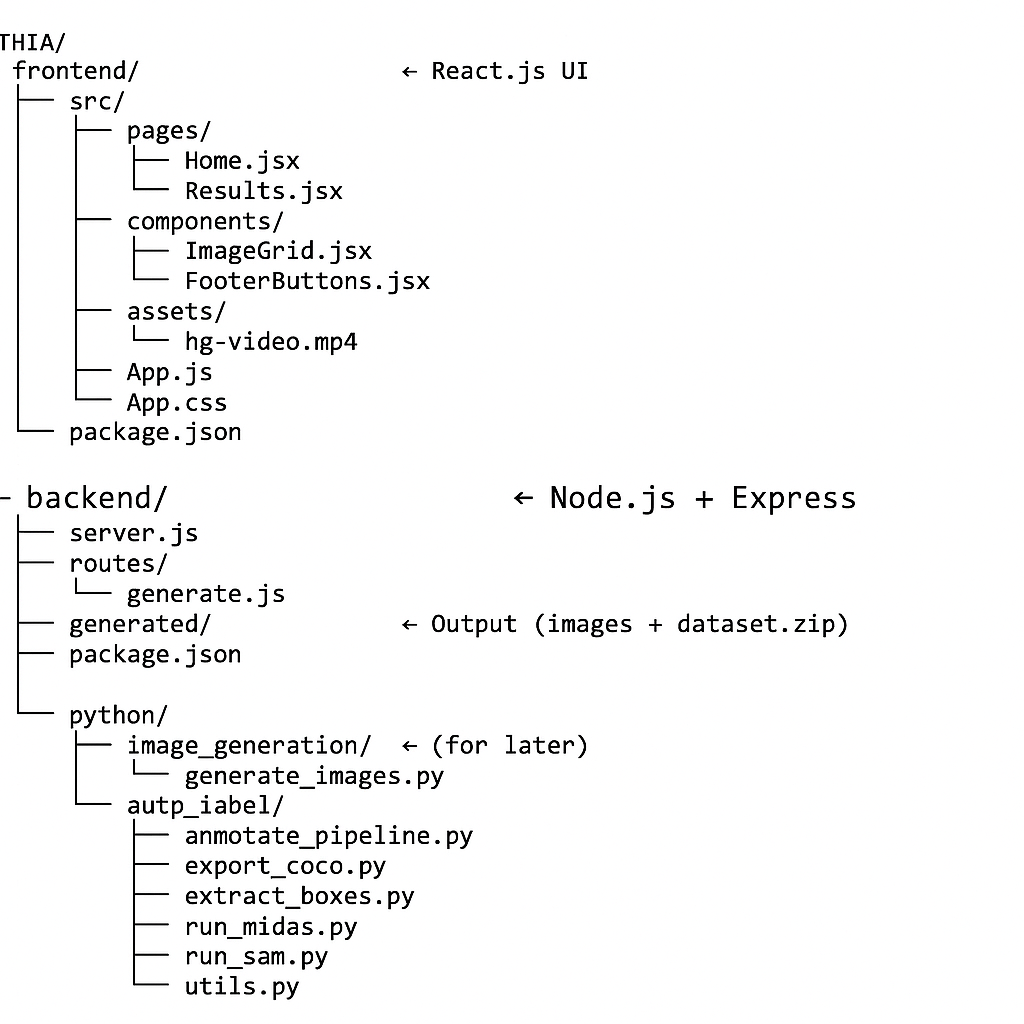 THIA/
frontend/ ← React.js UI
├── src/
├── pages/
├── Home.jsx
└── Results.jsx
├── components/
├── ImageGrid.jsx
└── FooterButtons.jsx
├── assets/
└── hg-video.mp4
├── App.js
└── App.css
└── package.json
backend/ ← Node.js + Express
├── server.js
├── routes/
└── generate.js
├── generated/ ← Output (images + dataset.zip)
├── package.json
└── python/
├── image_generation/ ← (for later)
└── generate_images.py
└── autp_iabel/
├── anmotate_pipeline.py
├── export_coco.py
├── extract_boxes.py
├── run_midas.py
├── run_sam.py
└── utils.py